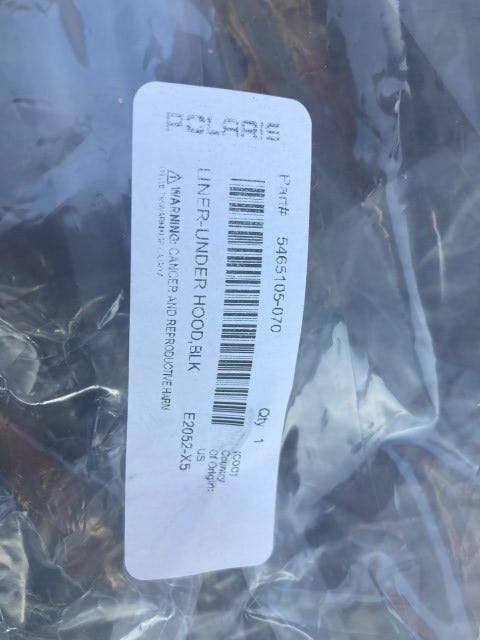 Part# 5465105-070 Qty 1
(COO)
Country
Of Origin:
US
LINER-UNDER HOOD,BLK E2052-X5
WARNING: CANCER AND REPRODUCTIVE HARM